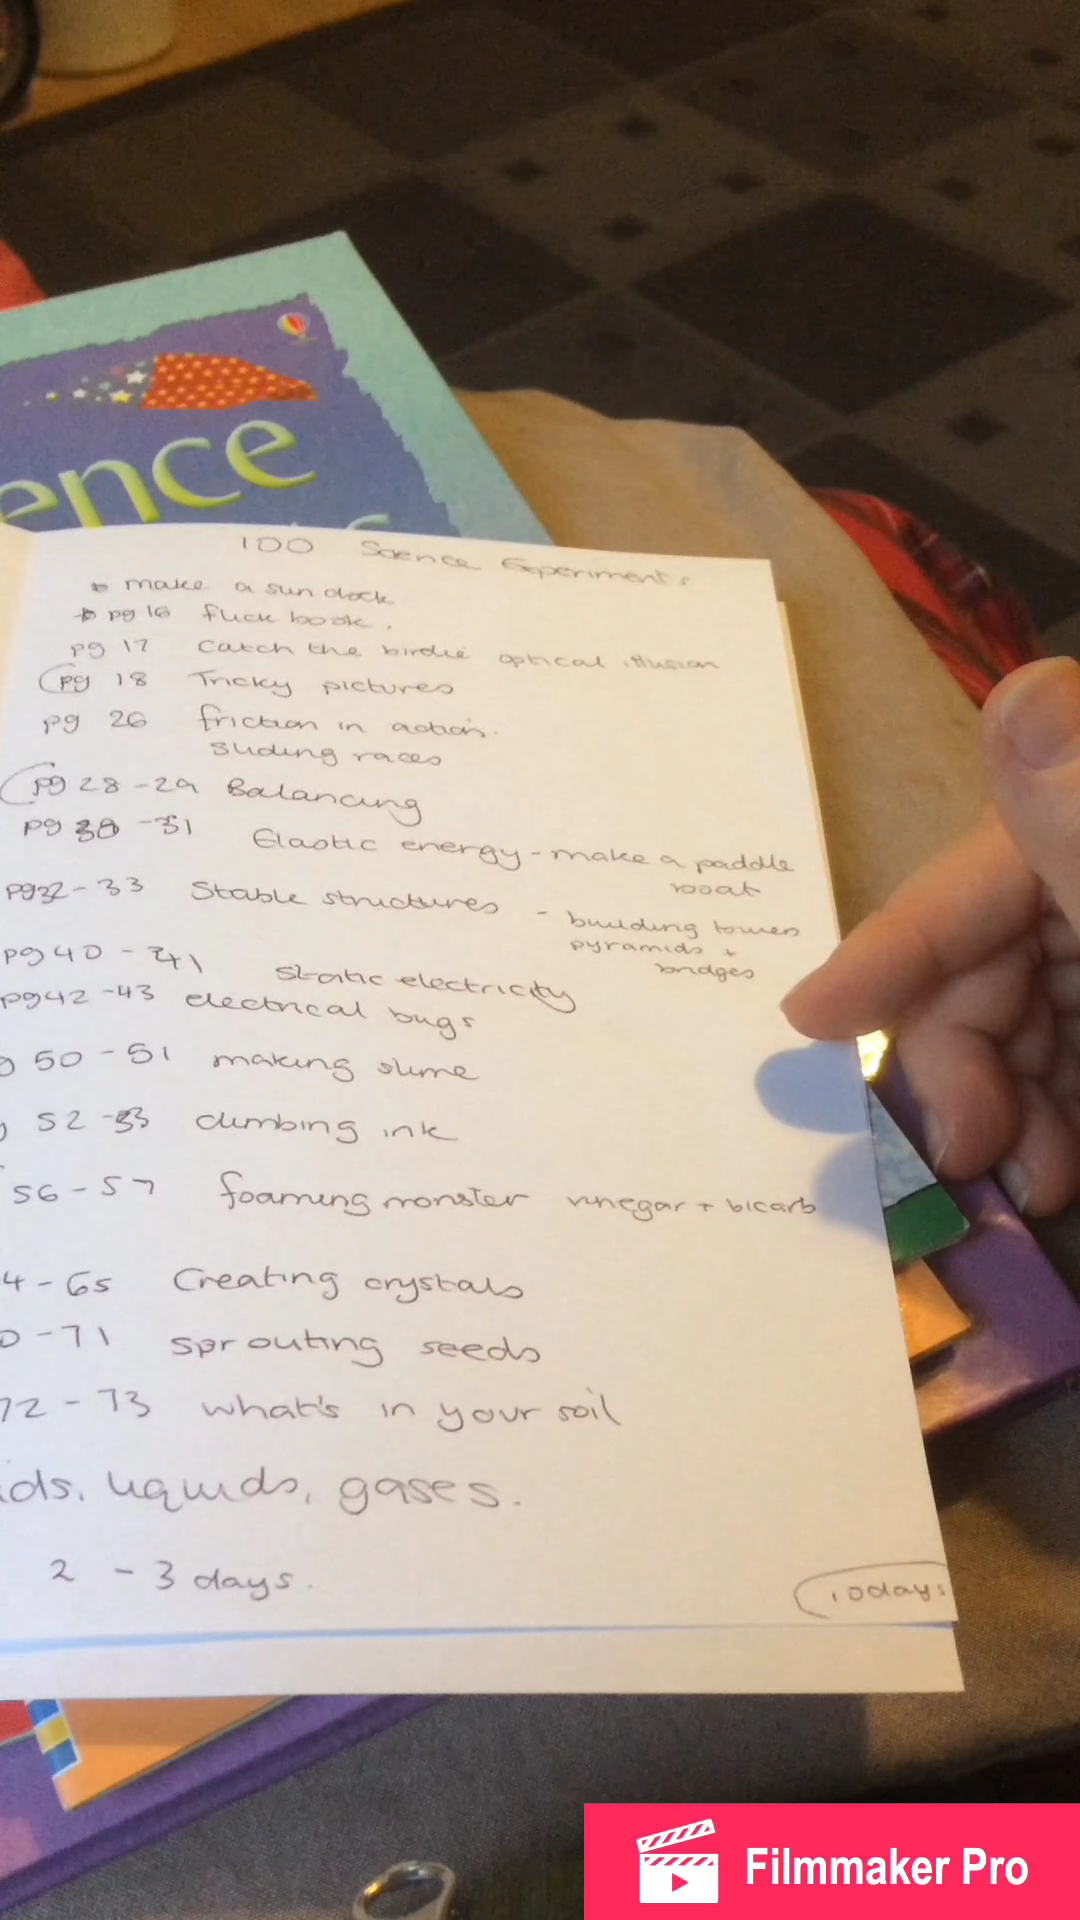 ence
100 Science Experiments
make a sun clock
pg 16 flick book.
pg 17 catch the birdie optical illusion
pg 18 Tricky pictures
pg 26 friction in action.
sliding races
pg 28-29 Balancing
pg 30-31 Elastic energy - make a paddle
boat
pg 32-33 Stable structures - building towers
pyramids +
bridges
pg 40-41 static electricity
pg 42-43 electrical bugs
g 50-51 making slime
52-53 climbing ink
56-57 foaming monster vinegar + bicarb
4-65 Creating crystals
0-71 sprouting seeds
72-73 what's in your soil
ids, liquids, gases.
2 - 3 days.
10days
Filmmaker Pro